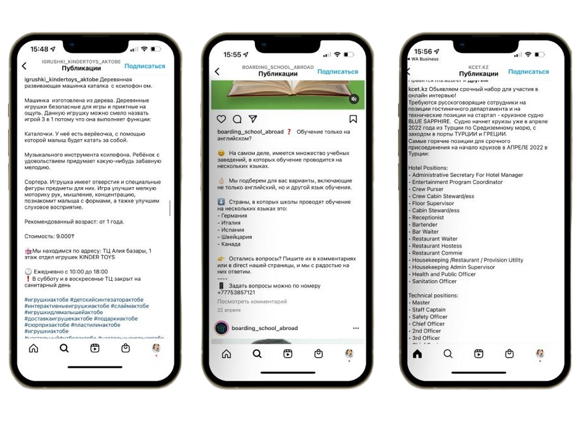 15:48
IGRUSHKI_KINDERTOYS_AKTOBE
Публикации
Подписаться
igrushki_kindertoys_aktobe Деревянная
развивающая машинка каталка с ксилофон ом.
Машинка изготовлена из дерева. Деревянные
игрушки безопасные для игры и приятные на
ощупь. Данную игрушку можно смело назвать
игрой 3 в 1 потому что она выполняет функции:
Каталочки. У неё есть верёвочка, с помощью
которой малыш будет катать за собой.
Музыкального инструмента ксилофона. Ребёнок с
удовольствием придумает какую-нибудь забавную
мелодию.
Сортера. Игрушка имеет отверстия и специальные
фигуры предметы для них. Игра улучшит мелкую
моторику рук, мышление, концентрацию,
познакомит малыша с формами, а также улучшим
слуховое восприятие.
Рекомендованный возраст: от 1 года.
Стоимость: 9.000₸
Мы находимся по адресу: ТЦ Алия базары, 1
этаж отдел игрушек KINDER TOYS
Ежедневно с 10:00 до 18:00
В субботу и в воскресенье ТЦ закрыт на
санитарный день
#игрушкиактобе #детскийсинтезаторактобе
#интерактивныеигрушкиактобе #слаймактобе
#игрушкидлямалышейактобе
#доставкаигрушекактобе #подаркиактобе
#сюрпризактобе #пластилинактобе
#игрушкиактобе
15:55
BOARDING_SCHOOL_ABROAD
Публикации
Подписаться
boarding_school_abroad ❓ Обучение только на
английском?
На самом деле, имеется множество учебных
заведений, в которых обучение проводится на
нескольких языках.
Мы подберем для вас варианты, включающие
не только английский, но и другой язык обучения.
Страны, в которых школы проводят обучение
на нескольких языках это:
- Германия
- Италия
- Испания
- Швейцария
- Канада
Остались вопросы? Пишите их в комментариях
или в direct нашей страницы, и мы с радостью на
них ответим.
Задать вопросы можно по номеру
+77753857121
Посмотреть комментарий
22 апреля
boarding_school_abroad
15:56
WA Business
KCET.KZ
Публикации
Подписаться
kcet.kz Объявляем срочный набор для участия в
онлайн интервью!
Требуются русскоговорящие сотрудники на
позиции гостиничного департамента и на
технические позиции на стартап - круизное судно
BLUE SAPPHIRE. Судно начнет круизы уже в апреле
2022 года из Турции по Средиземному морю, с
заходом в порты ТУРЦИИ и ГРЕЦИИ.
Самые горячие позиции для срочного
присоединения на начало круизов в АПРЕЛЕ 2022 в
Турции:
Hotel Positions:
- Administrative Secretary For Hotel Manager
- Entertainment Program Coordinator
- Crew Purser
- Crew Cabin Steward/ess
- Floor Supervisor
- Cabin Steward/ess
- Receptionist
- Bartender
- Bar Waiter
- Restaurant Waiter
- Restaurant Hostess
- Restaurant Commie
- Housekeeping /Restaurant / Provision Utility
- Housekeeping Admin Supervisor
- Health and Public Officer
- Sanitation Officer
Technical positions:
- Master
- Staff Captain
- Safety Officer
- Chief Officer
- 2nd Officer
- 3rd Officer